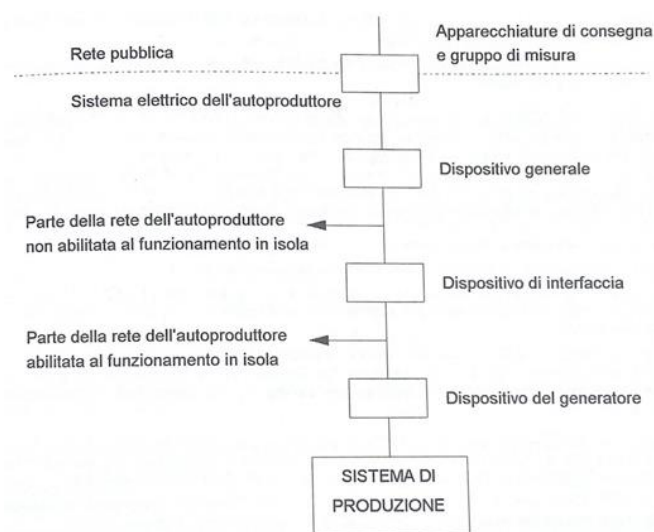 Apparecchiature di consegna
e gruppo di misura
Rete pubblica
Sistema elettrico dell'autoproduttore
Dispositivo generale
Parte della rete dell'autoproduttore
non abilitata al funzionamento in isola
Dispositivo di interfaccia
Parte della rete dell'autoproduttore
abilitata al funzionamento in isola
Dispositivo del generatore
SISTEMA DI
PRODUZIONE